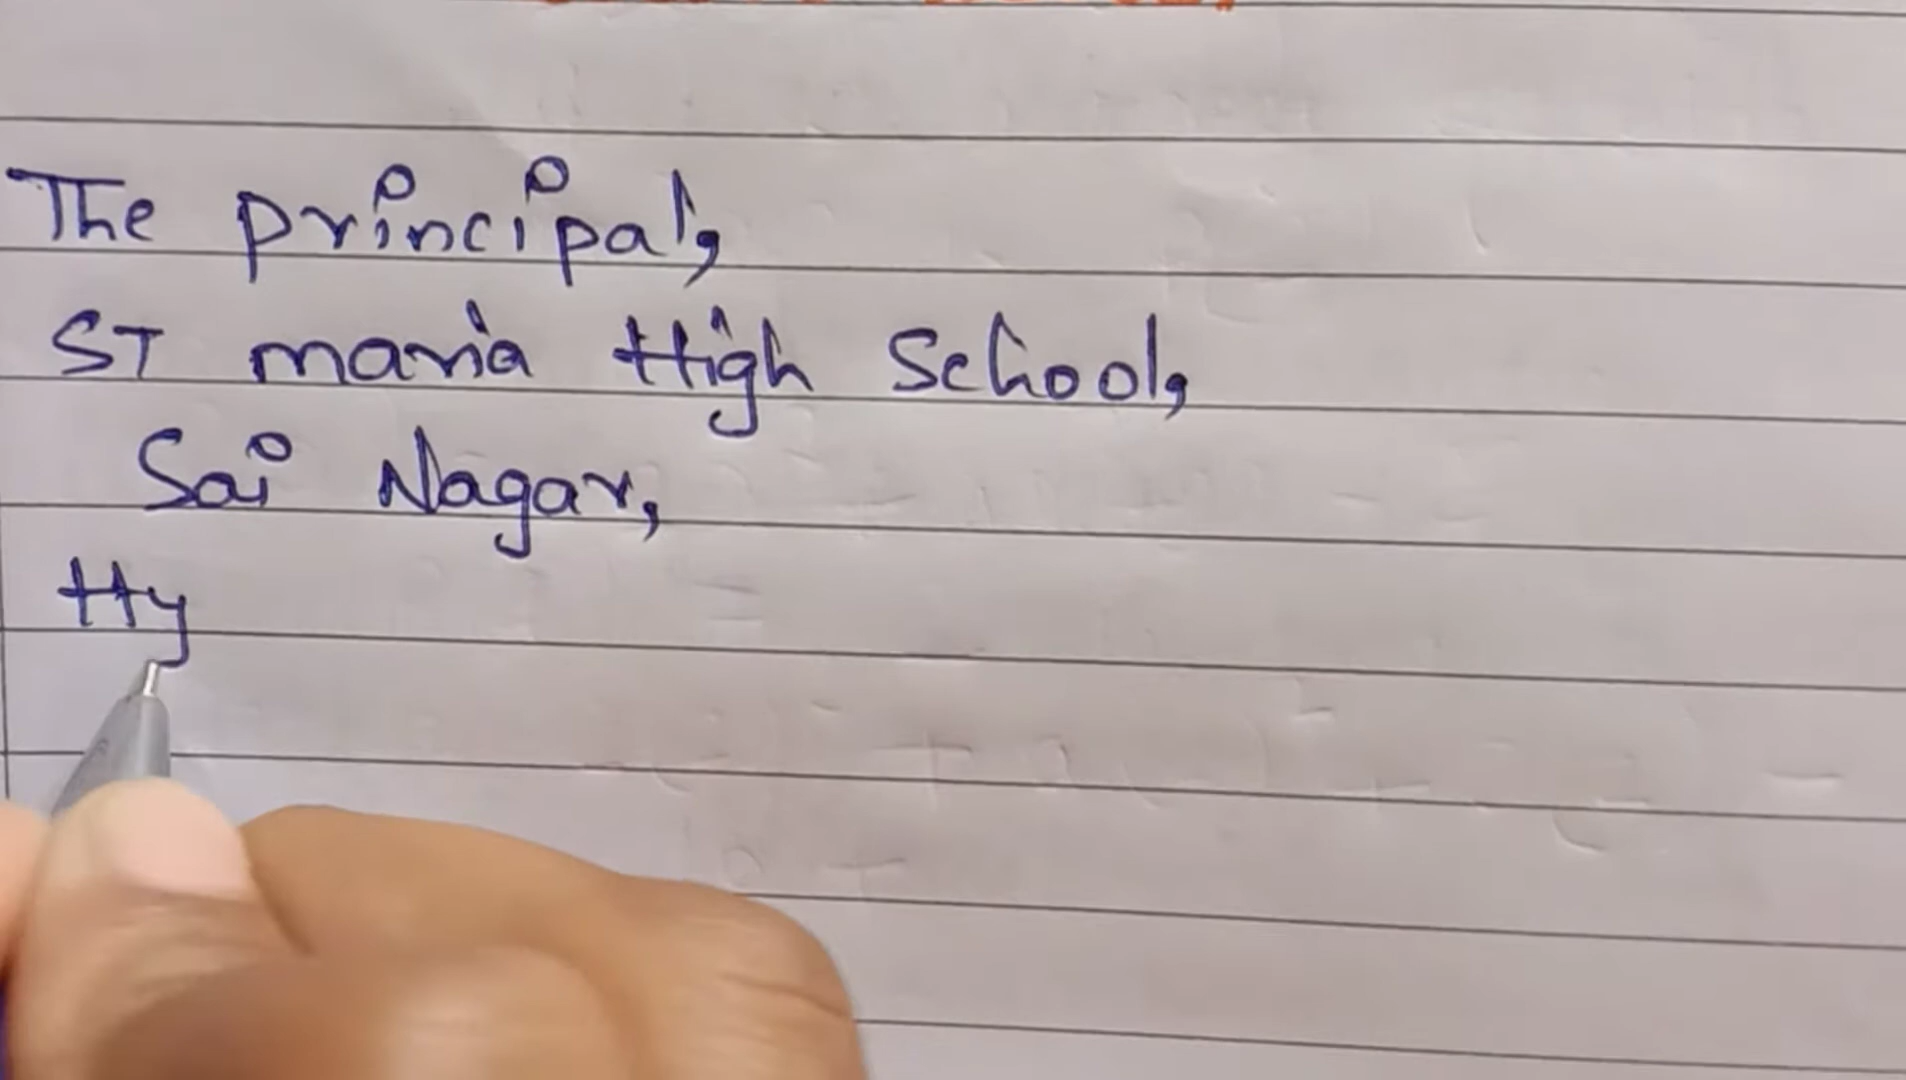 The principal,
ST maria High School,
Sai Nagar,
Hy